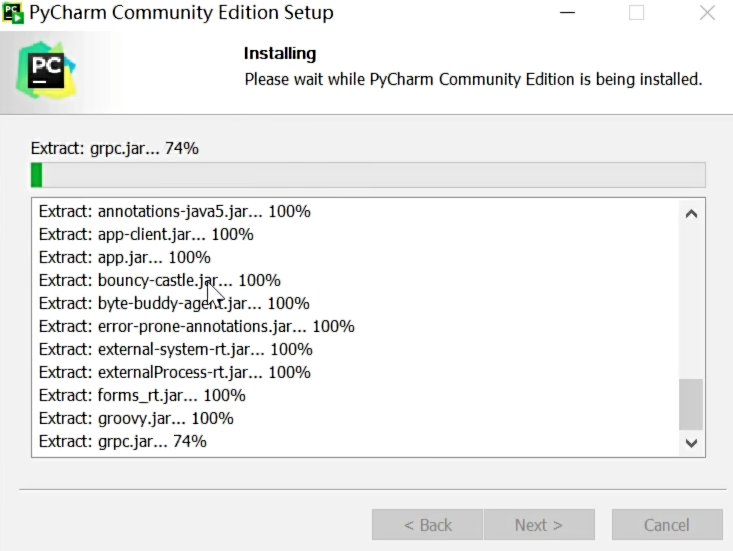 PyCharm Community Edition Setup
PC
Installing
Please wait while PyCharm Community Edition is being installed.
Extract: grpc.jar... 74%
Extract: annotations-java5.jar... 100%
Extract: app-client.jar... 100%
Extract: app.jar... 100%
Extract: bouncy-castle.jar... 100%
Extract: byte-buddy-agent.jar... 100%
Extract: error-prone-annotations.jar... 100%
Extract: external-system-rt.jar... 100%
Extract: externalProcess-rt.jar... 100%
Extract: forms_rt.jar... 100%
Extract: groovy.jar... 100%
Extract: grpc.jar... 74%
< Back Next > Cancel